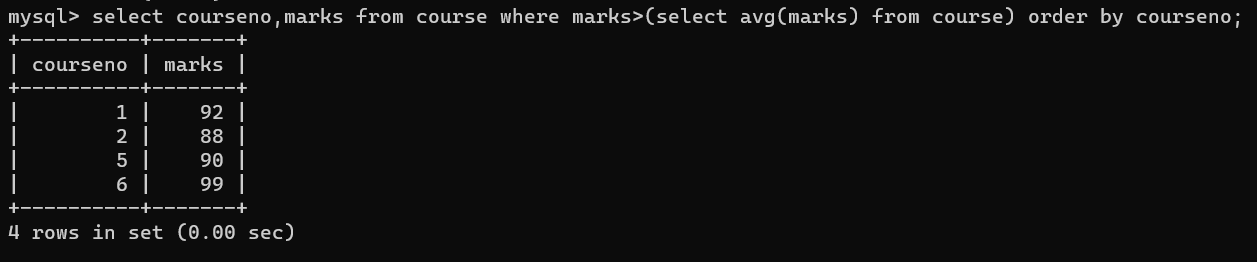 mysql> select courseno,marks from course where marks>(select avg(marks) from course) order by courseno;
+----------+-------+
| courseno | marks |
+----------+-------+
|        1 |    92 |
|        2 |    88 |
|        5 |    90 |
|        6 |    99 |
+----------+-------+
4 rows in set (0.00 sec)